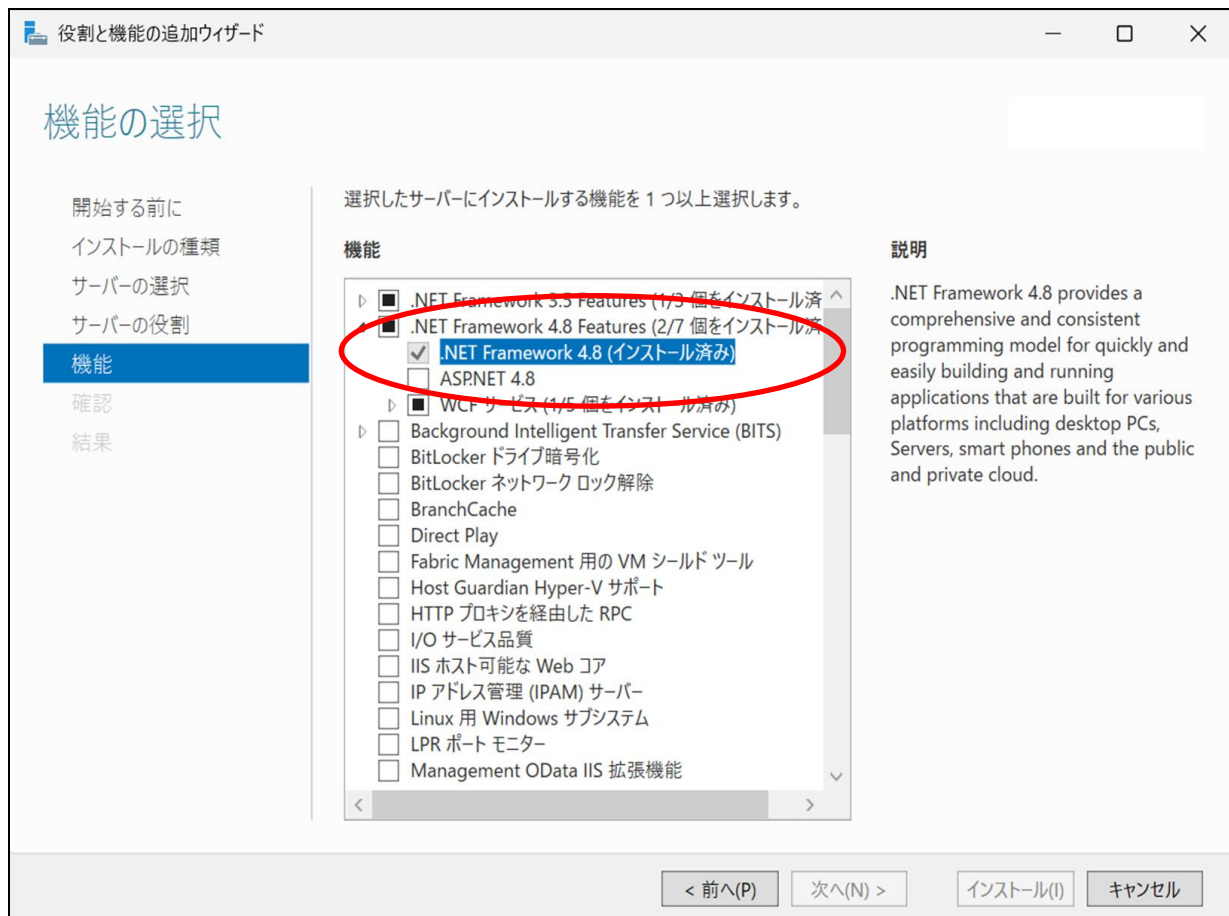 役割と機能の追加ウィザード
機能の選択
開始する前に
インストールの種類
サーバーの選択
サーバーの役割
機能
確認
結果
選択したサーバーにインストールする機能を 1 つ以上選択します。
機能
.NET Framework 3.5 Features (1/3 個をインストール済
.NET Framework 4.8 Features (2/7 個をインストール済
.NET Framework 4.8 (インストール済み)
ASP.NET 4.8
WCF サービス (1/5 個をインストール済み)
Background Intelligent Transfer Service (BITS)
BitLocker ドライブ暗号化
BitLocker ネットワーク ロック解除
BranchCache
Direct Play
Fabric Management 用の VM シールド ツール
Host Guardian Hyper-V サポート
HTTP プロキシを経由した RPC
I/O サービス品質
IIS ホスト可能な Web コア
IP アドレス管理 (IPAM) サーバー
Linux 用 Windows サブシステム
LPR ポート モニター
Management OData IIS 拡張機能
説明
.NET Framework 4.8 provides a
comprehensive and consistent
programming model for quickly and
easily building and running
applications that are built for various
platforms including desktop PCs,
Servers, smart phones and the public
and private cloud.
< 前へ(P)
次へ(N) >
インストール(I)
キャンセル